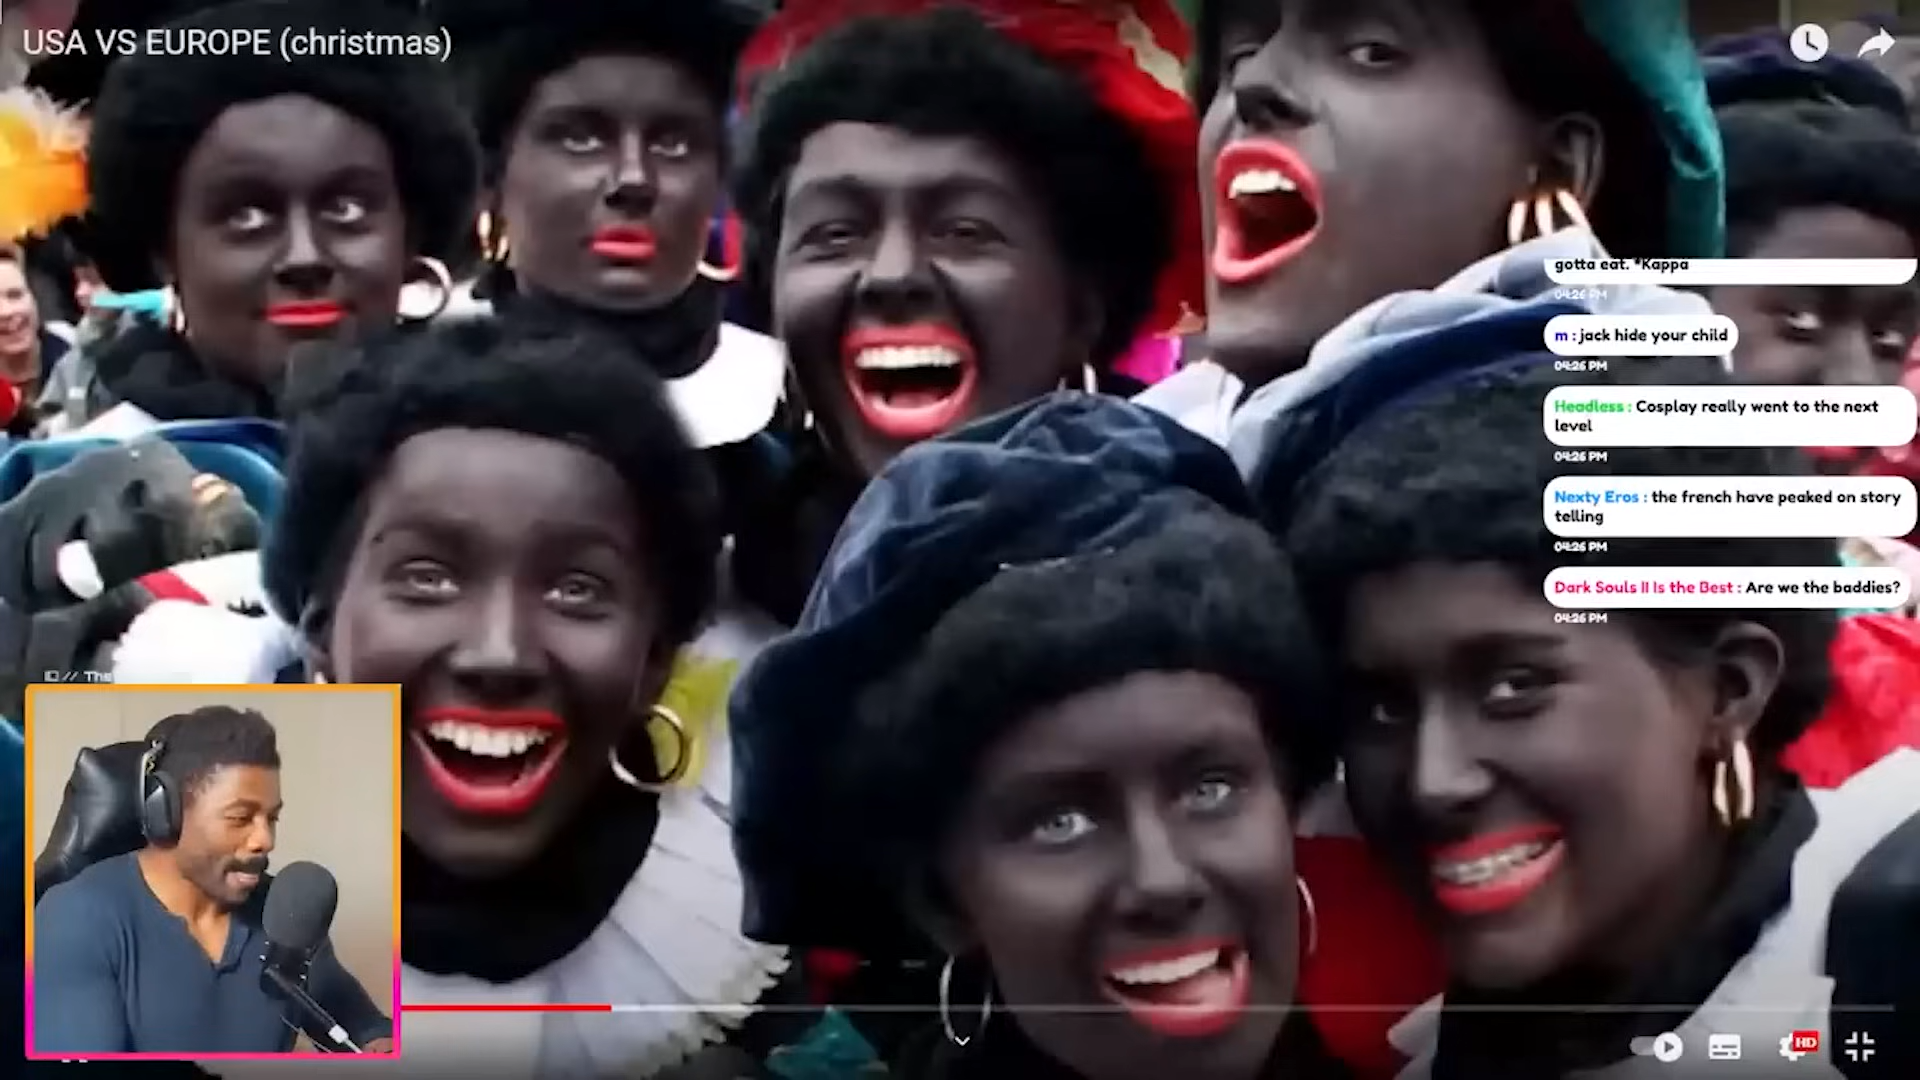 USA VS EUROPE (christmas)
gotta eat. *Kappa
04:26 PM
m : jack hide your child
04:26 PM
Headless : Cosplay really went to the next
level
04:26 PM
Nexty Eros : the french have peaked on story
telling
04:26 PM
Dark Souls II Is the Best : Are we the baddies?
04:26 PM
// The
HD